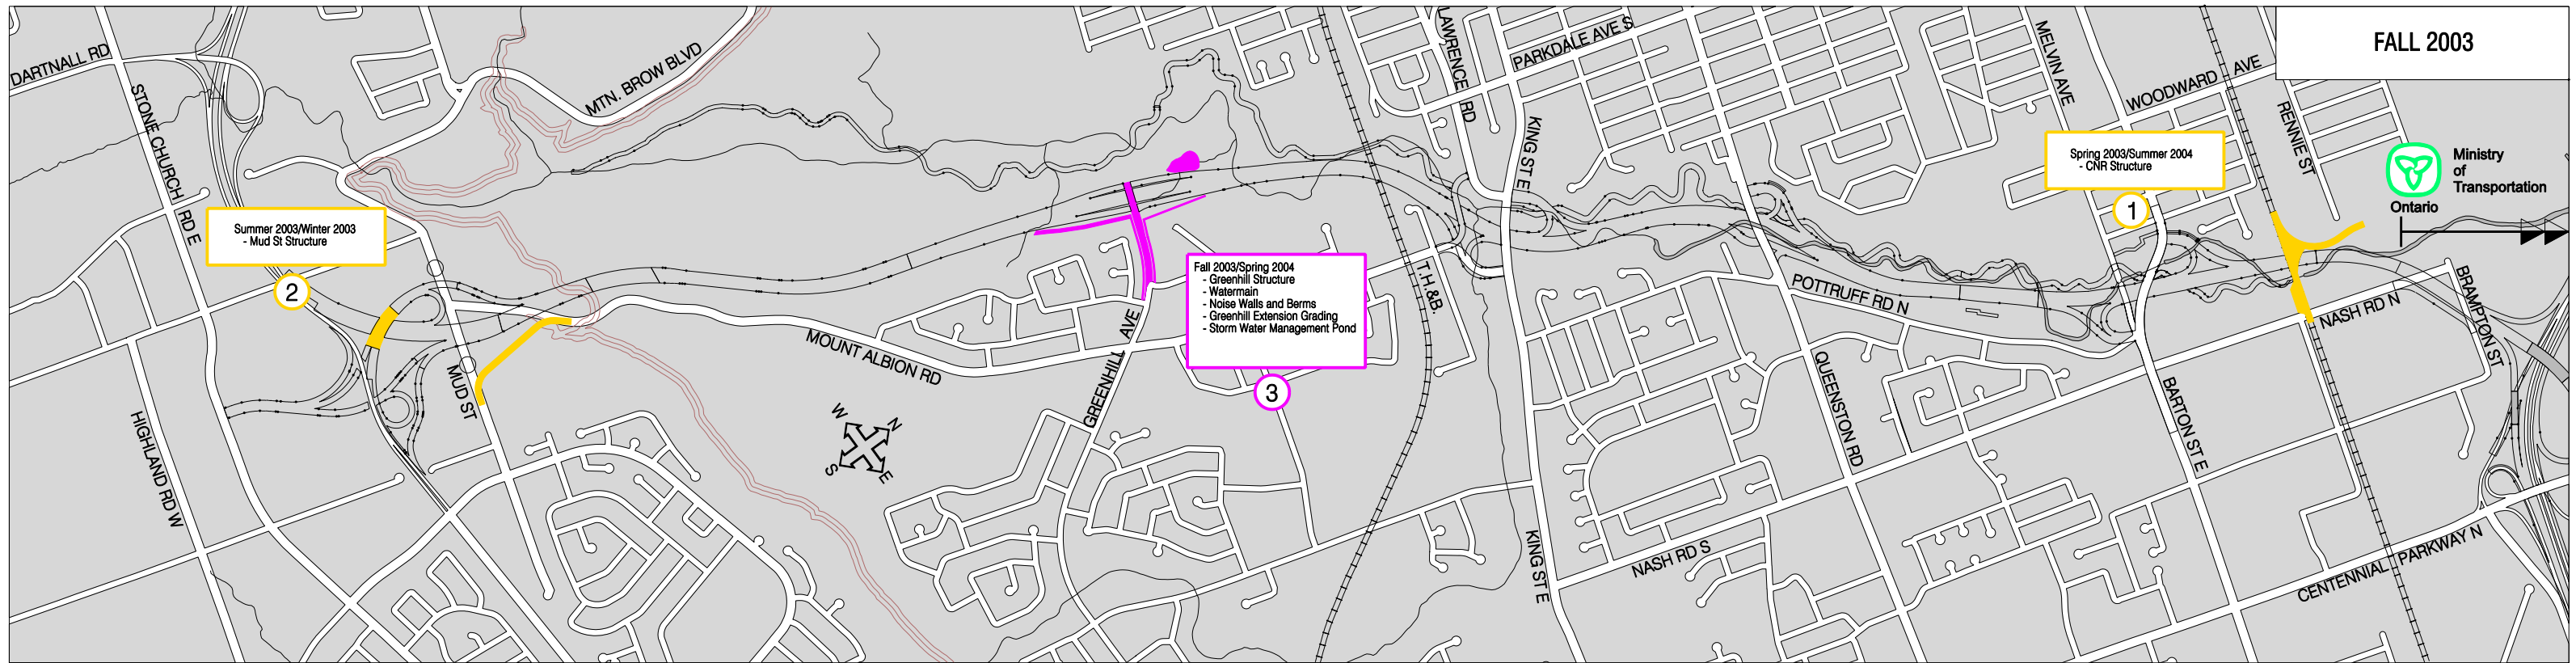 FALL 2003
DARTNALL RD
STONE CHURCH RD E
MTN. BROW BLVD
LAWRENCE RD
PARKDALE AVE S
KING ST E
MELVIN AVE
WOODWARD AVE
RENNIE ST
Spring 2003/Summer 2004
- CNR Structure
1
Ministry
of
Transportation
Ontario
Summer 2003/Winter 2003
- Mud St Structure
2
Fall 2003/Spring 2004
- Greenhill Structure
- Watermain
- Noise Walls and Berms
- Greenhill Extension Grading
- Storm Water Management Pond
3
T.H.&B.
POTTRUFF RD N
NASH RD N
BRAMPTON ST
MOUNT ALBION RD
GREENHILL AVE
MUD ST
HIGHLAND RD W
QUEENSTON RD
BARTON ST E
W
N
S
E
KING ST E
NASH RD S
CENTENNIAL PARKWAY N